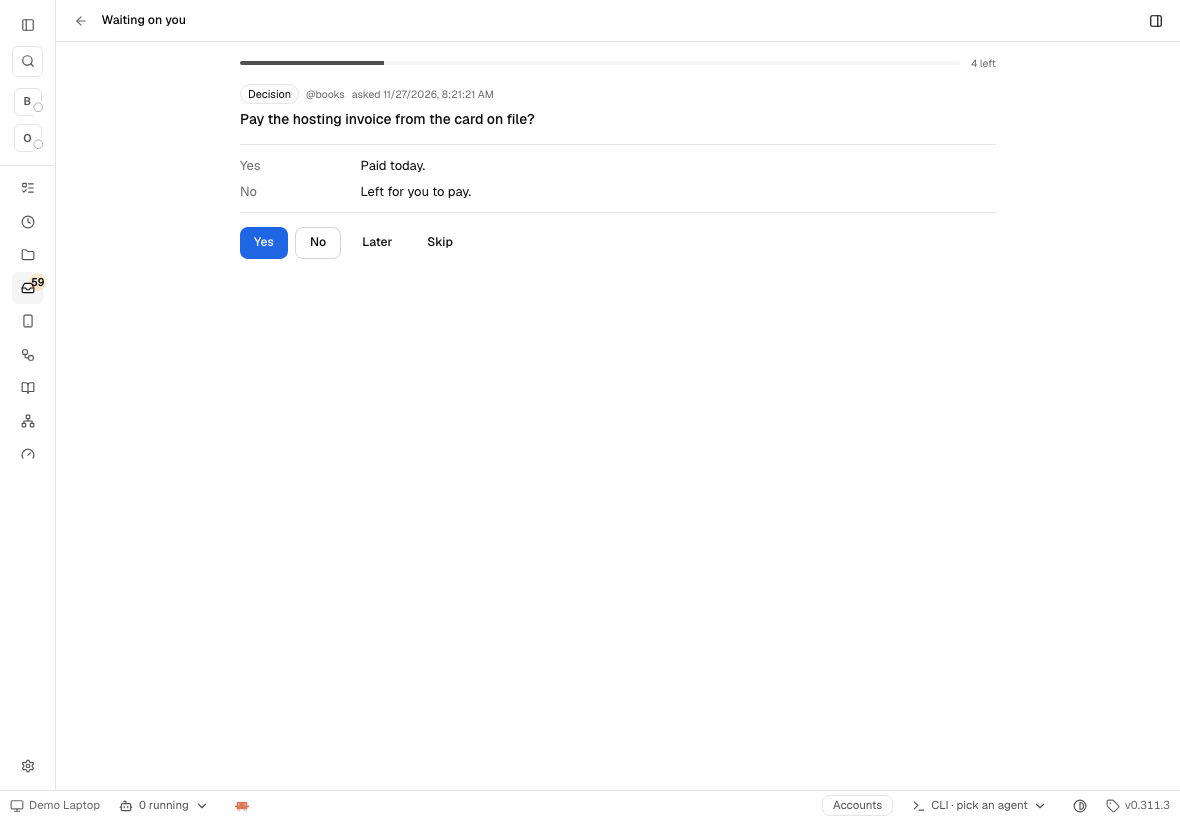 Waiting on you
4 left
Decision @books asked 11/27/2026, 8:21:21 AM
Pay the hosting invoice from the card on file?
Yes Paid today.
No Left for you to pay.
Yes No Later Skip
B
O
59
Demo Laptop 0 running Accounts CLI · pick an agent v0.311.3